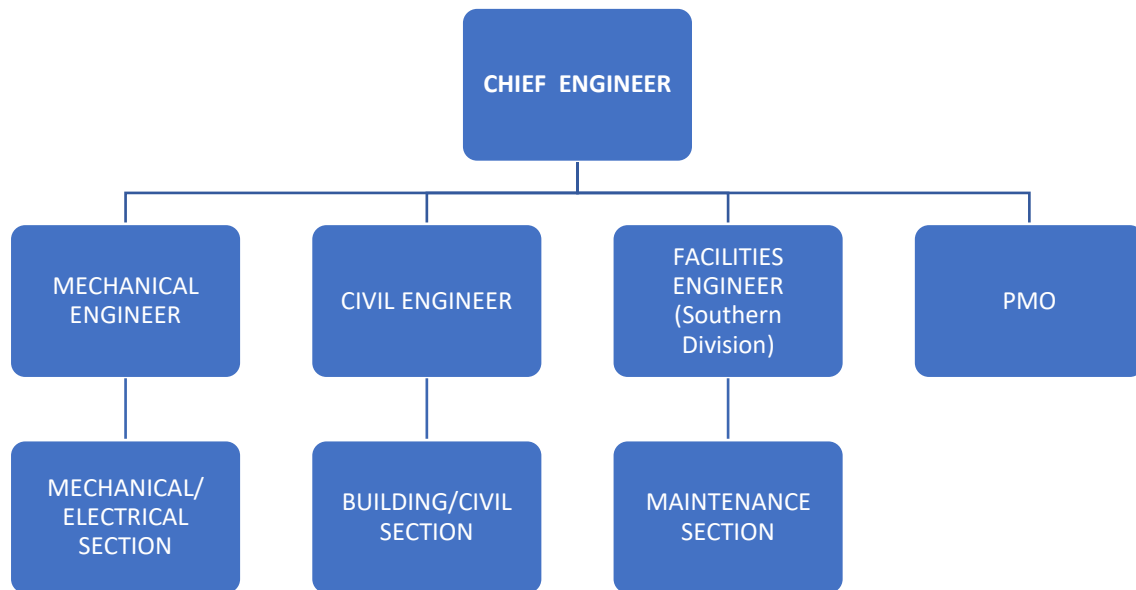 CHIEF ENGINEER
MECHANICAL
ENGINEER
CIVIL ENGINEER
FACILITIES
ENGINEER
(Southern
Division)
PMO
MECHANICAL/
ELECTRICAL
SECTION
BUILDING/CIVIL
SECTION
MAINTENANCE
SECTION